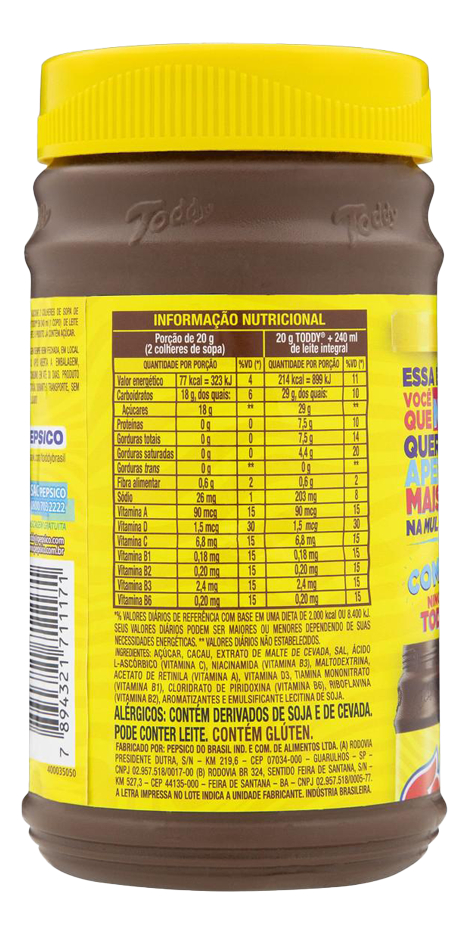 Toddy
Toddy
INFORMAÇÃO NUTRICIONAL
Porção de 20 g
(2 colheres de sopa)
20 g TODDY® + 240 ml
de leite integral
QUANTIDADE POR PORÇÃO %VD (*) QUANTIDADE POR PORÇÃO %VD (*)
Valor energético 77 kcal = 323 kJ 4 214 kcal = 899 kJ 11
Carboidratos 18 g, dos quais: 6 29 g, dos quais: 10
Açúcares 18 g ** 29 g **
Proteínas 0 g 0 7,5 g 10
Gorduras totais 0 g 0 7,5 g 14
Gorduras saturadas 0 g 0 4,4 g 20
Gorduras trans 0 g ** 0 g **
Fibra alimentar 0,6 g 2 0,6 g 2
Sódio 26 mg 1 203 mg 8
Vitamina A 90 mcg 15 90 mcg 15
Vitamina D 1,5 mcg 30 1,5 mcg 30
Vitamina C 6,8 mg 15 6,8 mg 15
Vitamina B1 0,18 mg 15 0,18 mg 15
Vitamina B2 0,20 mg 15 0,20 mg 15
Vitamina B3 2,4 mg 15 2,4 mg 15
Vitamina B6 0,20 mg 15 0,20 mg 15
*% VALORES DIÁRIOS DE REFERÊNCIA COM BASE EM UMA DIETA DE 2.000 kcal OU 8.400 kJ.
SEUS VALORES DIÁRIOS PODEM SER MAIORES OU MENORES DEPENDENDO DE SUAS
NECESSIDADES ENERGÉTICAS. ** VALORES DIÁRIOS NÃO ESTABELECIDOS.
INGREDIENTES: AÇÚCAR, CACAU, EXTRATO DE MALTE DE CEVADA, SAL, ÁCIDO
L-ASCÓRBICO (VITAMINA C), NIACINAMIDA (VITAMINA B3), MALTODEXTRINA,
ACETATO DE RETINILA (VITAMINA A), VITAMINA D3, TIAMINA MONONITRATO
(VITAMINA B1), CLORIDRATO DE PIRIDOXINA (VITAMINA B6), RIBOFLAVINA
(VITAMINA B2), AROMATIZANTES E EMULSIFICANTE LECITINA DE SOJA.
ALÉRGICOS: CONTÉM DERIVADOS DE SOJA E DE CEVADA.
PODE CONTER LEITE. CONTÉM GLÚTEN.
FABRICADO POR: PEPSICO DO BRASIL IND. E COM. DE ALIMENTOS LTDA. (A) RODOVIA
PRESIDENTE DUTRA, S/N – KM 219,6 – CEP 07034-000 – GUARULHOS – SP –
CNPJ 02.957.518/0017-00 (B) RODOVIA BR 324, SENTIDO FEIRA DE SANTANA, S/N -
KM 527,3 – CEP 44135-000 – FEIRA DE SANTANA – BA – CNPJ 02.957.518/0005-77.
A LETRA IMPRESSA NO LOTE INDICA A UNIDADE FABRICANTE. INDÚSTRIA BRASILEIRA.
EPSICO
SAL PEPSICO
7 894321 711171
400035050
ESSA
VOCÊ
QUE
QUER
APE
MAIS
NA MUL
CO
TOD